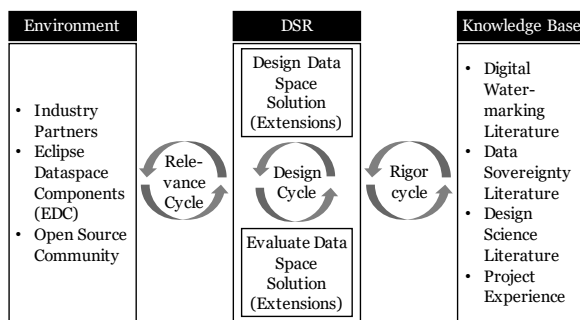 Environment
• Industry
Partners
• Eclipse
Dataspace
Components
(EDC)
• Open Source
Community
Rele-
vance
Cycle
DSR
Design Data
Space
Solution
(Extensions)
Design
Cycle
Evaluate Data
Space
Solution
(Extensions)
Rigor
cycle
Knowledge Base
• Digital
Water-
marking
Literature
• Data
Sovereignty
Literature
• Design
Science
Literature
• Project
Experience